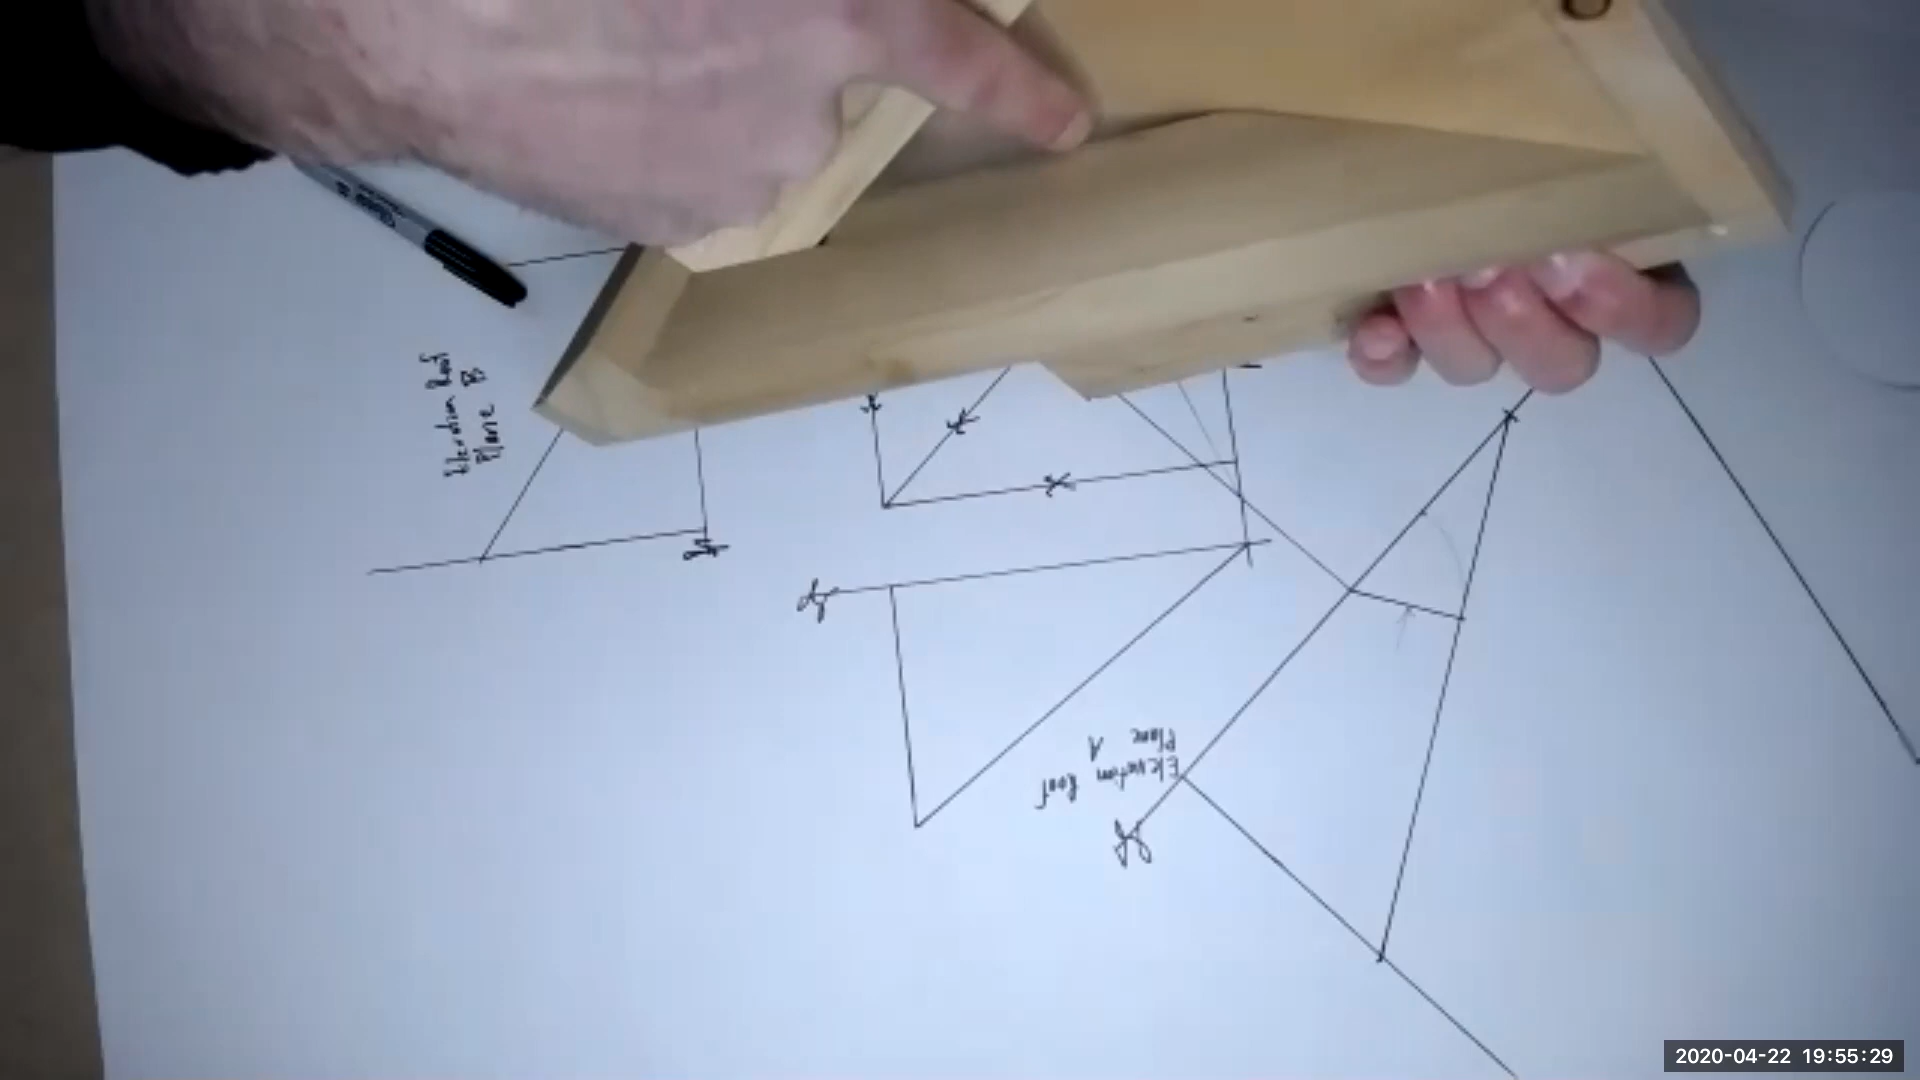 Elevation Roof
Plane B
Elevation Roof
Plane A
2020-04-22 19:55:29